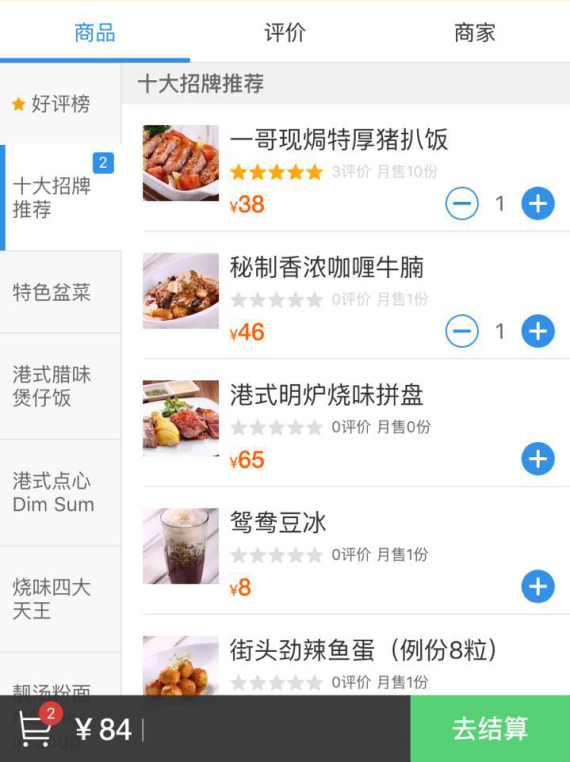 商品 评价 商家
好评榜
十大招牌
推荐
2
特色盆菜
港式腊味
煲仔饭
港式点心
Dim Sum
烧味四大
天王
靓汤粉面
十大招牌推荐
一哥现焗特厚猪扒饭
3评价 月售10份
¥38 1
秘制香浓咖喱牛腩
0评价 月售1份
¥46 1
港式明炉烧味拼盘
0评价 月售0份
¥65
鸳鸯豆冰
0评价 月售1份
¥8
街头劲辣鱼蛋（例份8粒）
0评价 月售1份
2
¥84
去结算